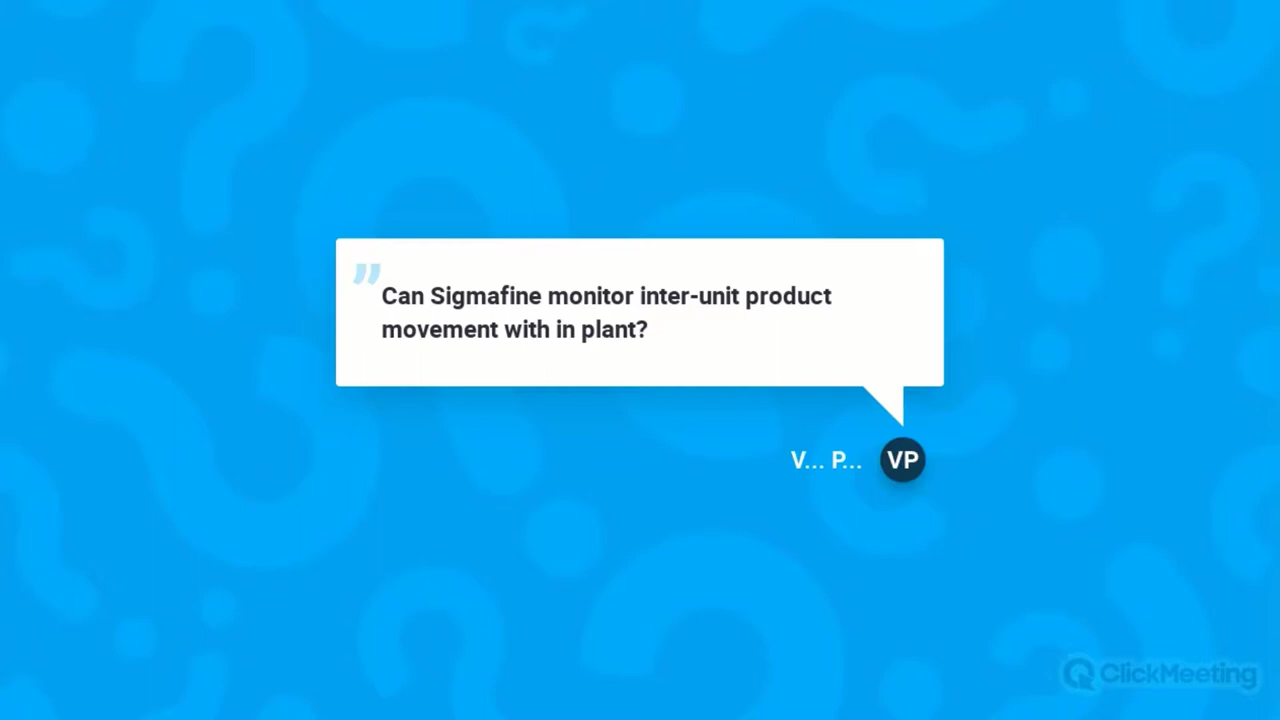 Can Sigmafine monitor inter-unit product
movement with in plant?
V... P...
VP
ClickMeeting